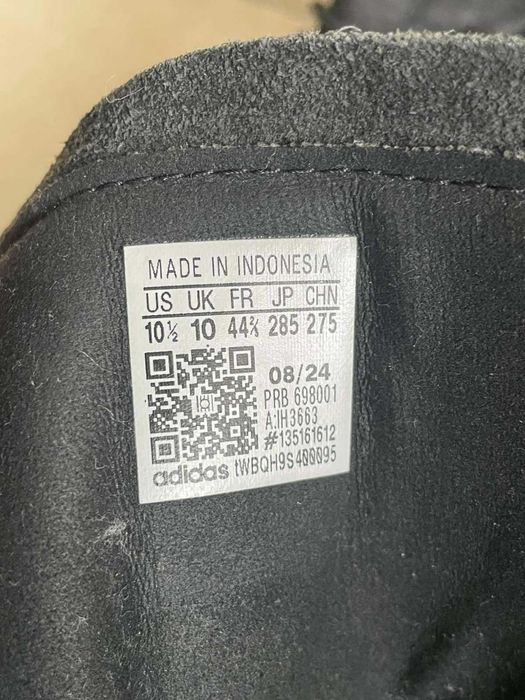 MADE IN INDONESIA
US UK FR JP CHN
10½ 10 44⅔ 285 275
08/24
PRB 698001
A:IH3663
#135161612
adidas tWBQH9S400095